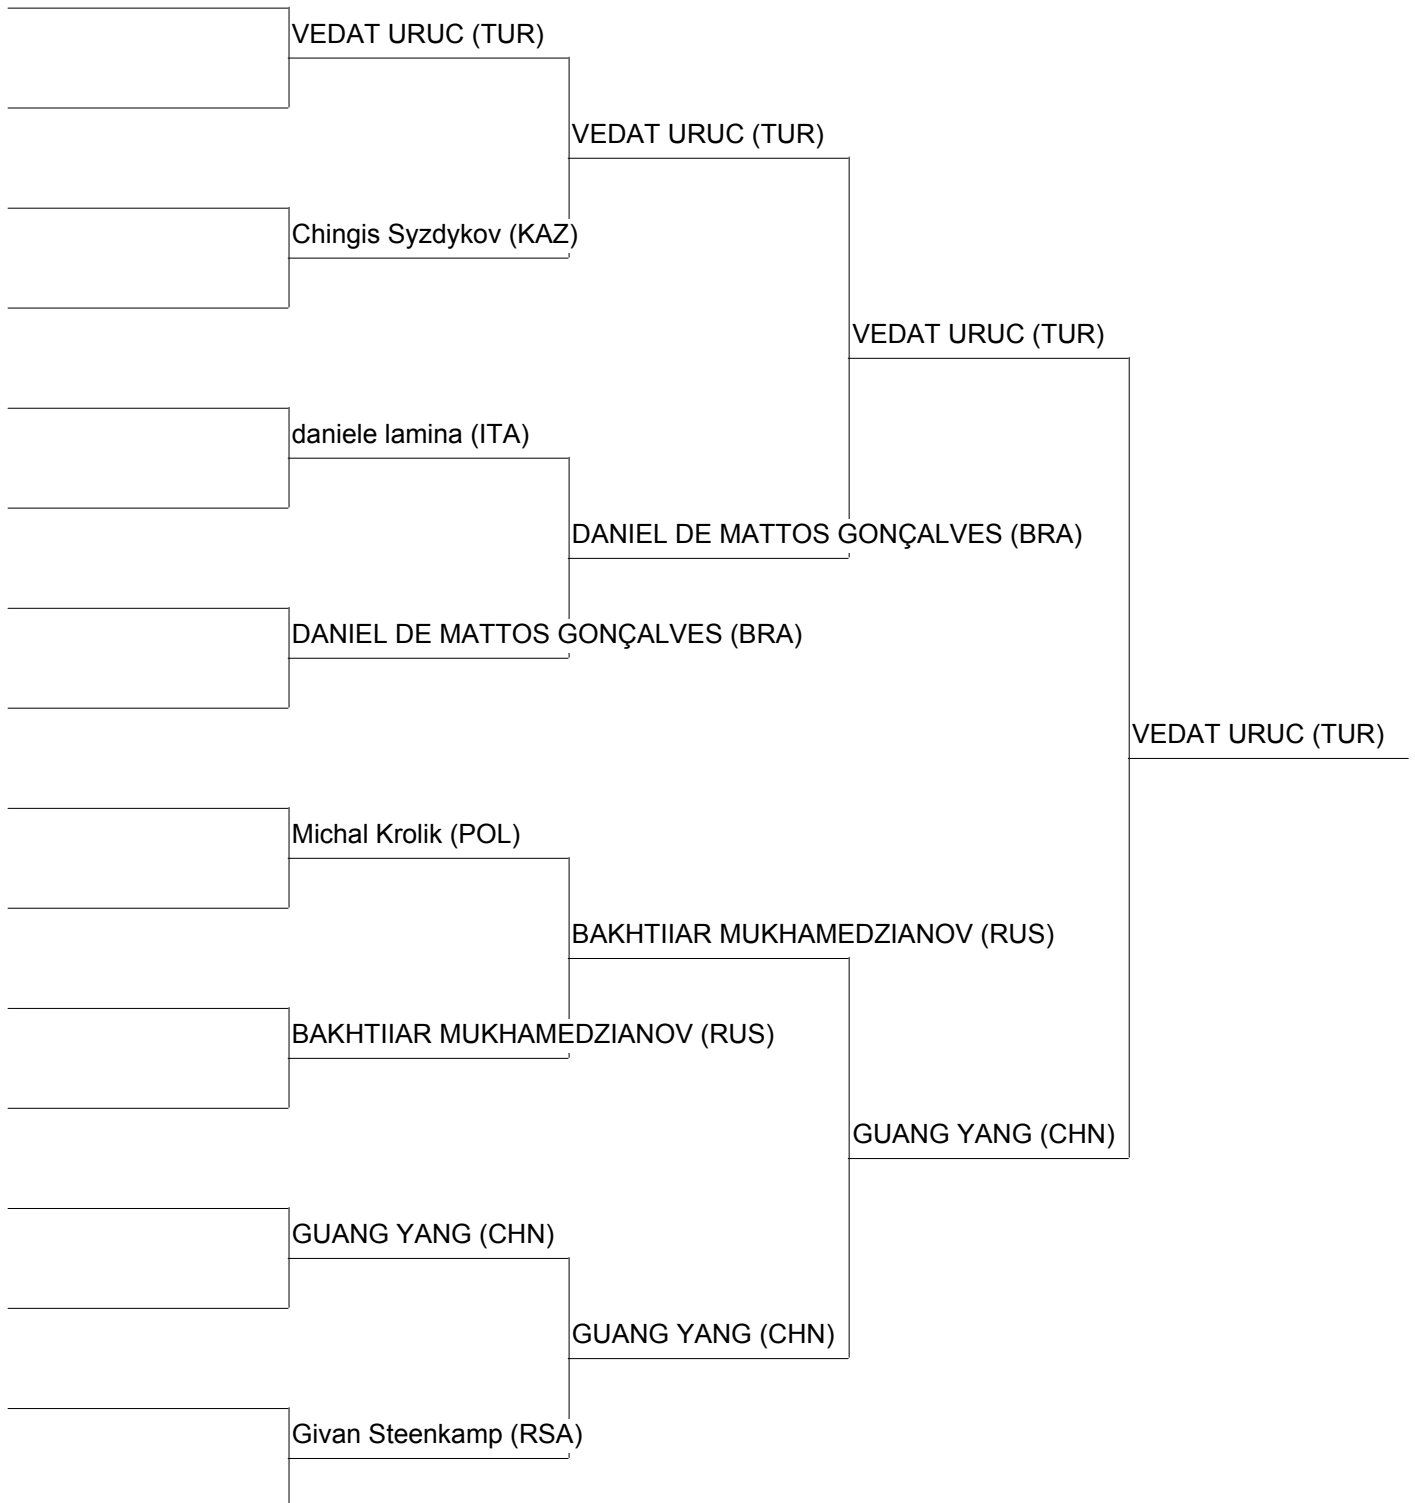 VEDAT URUC (TUR)
VEDAT URUC (TUR)
Chingis Syzdykov (KAZ)
VEDAT URUC (TUR)
daniele lamina (ITA)
DANIEL DE MATTOS GONÇALVES (BRA)
DANIEL DE MATTOS GONÇALVES (BRA)
VEDAT URUC (TUR)
Michal Krolik (POL)
BAKHTIIAR MUKHAMEDZIANOV (RUS)
BAKHTIIAR MUKHAMEDZIANOV (RUS)
GUANG YANG (CHN)
GUANG YANG (CHN)
GUANG YANG (CHN)
Givan Steenkamp (RSA)